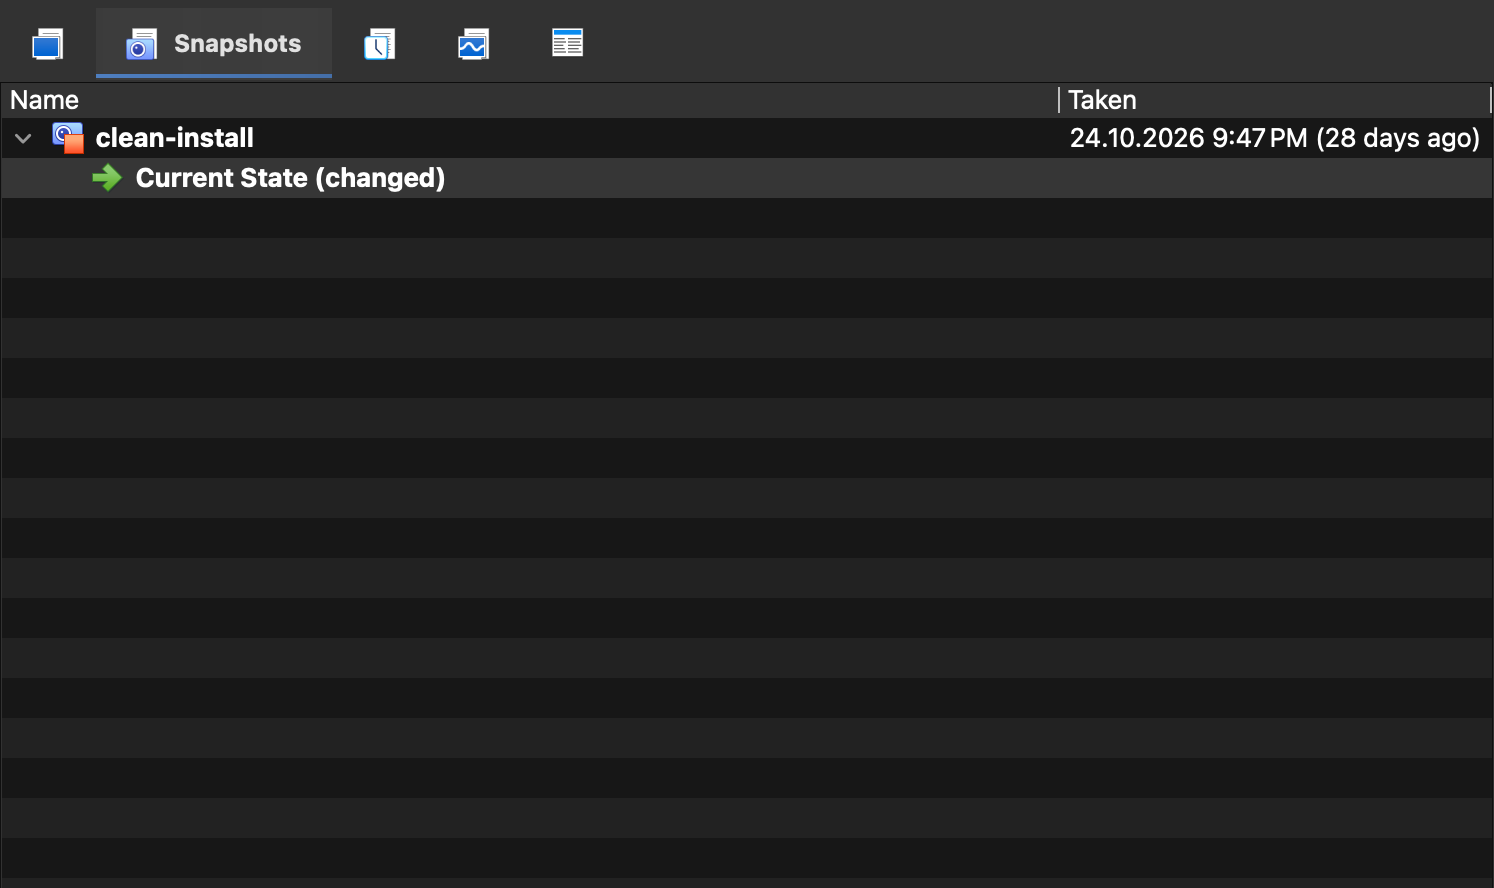 Snapshots
Name Taken
clean-install 24.10.2026 9:47 PM (28 days ago)
Current State (changed)